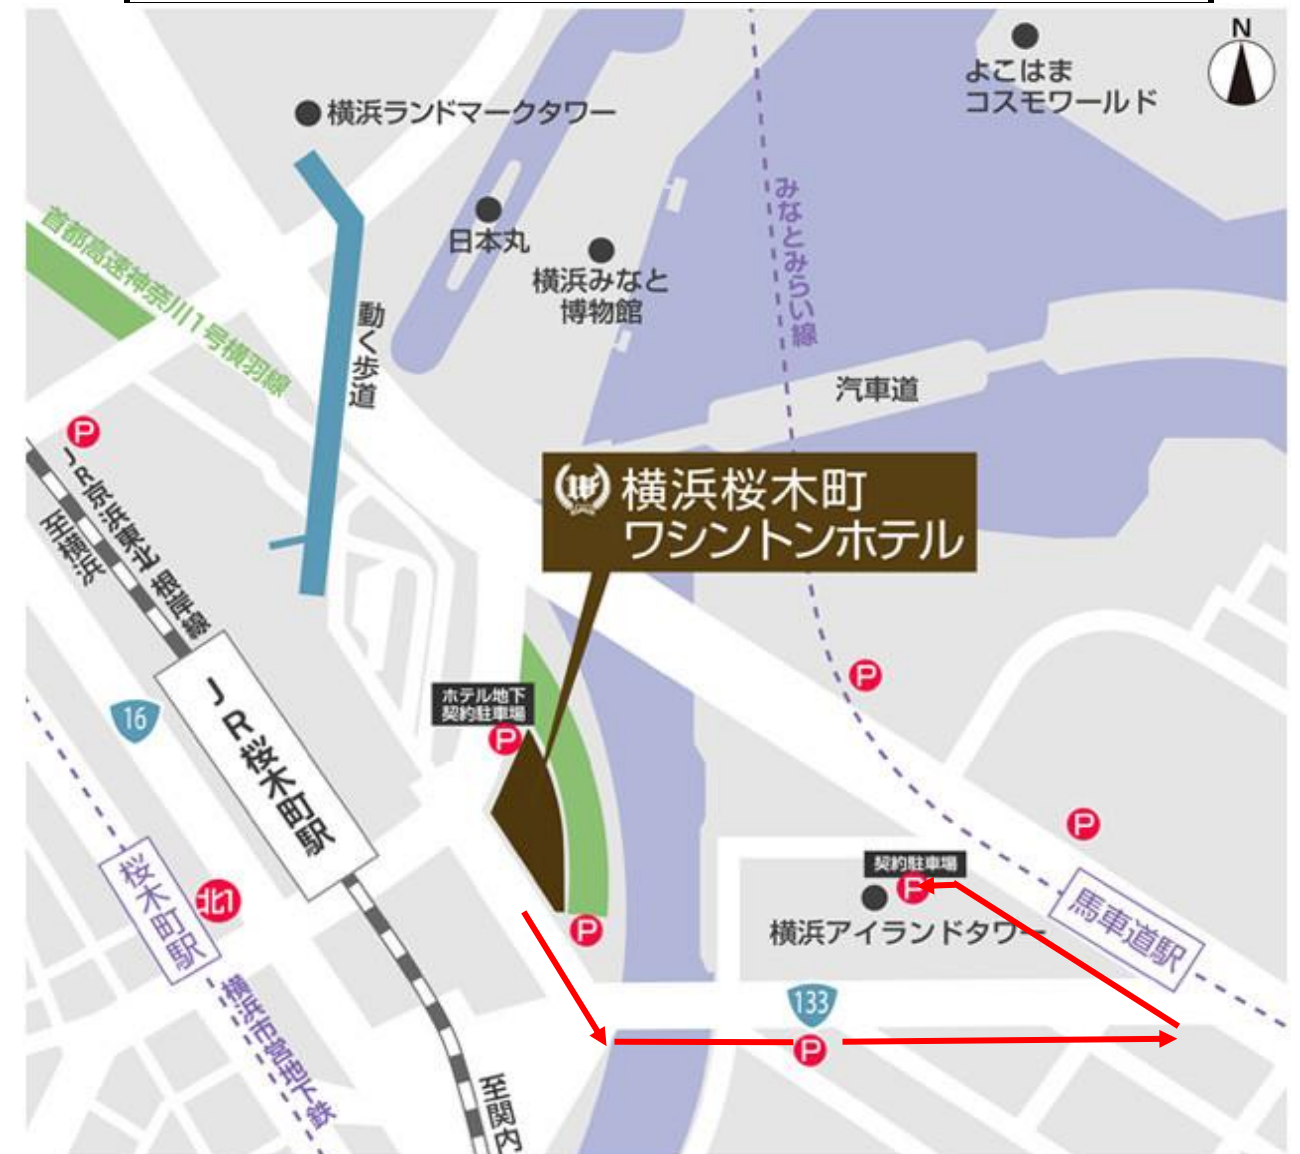 N
よこはま
コスモワールド
横浜ランドマークタワー
みなとみらい線
首都高速神奈川1号横羽線
日本丸
横浜みなと
博物館
動く歩道
汽車道
P
JR京浜東北 根岸線
至横浜
横浜桜木町
ワシントンホテル
P
ホテル地下
契約駐車場
P
16
JR桜木町駅
P
契約駐車場
P
桜木町駅
北1
馬車道駅
横浜アイランドタワー
P
横浜市営地下鉄
133
P
至関内